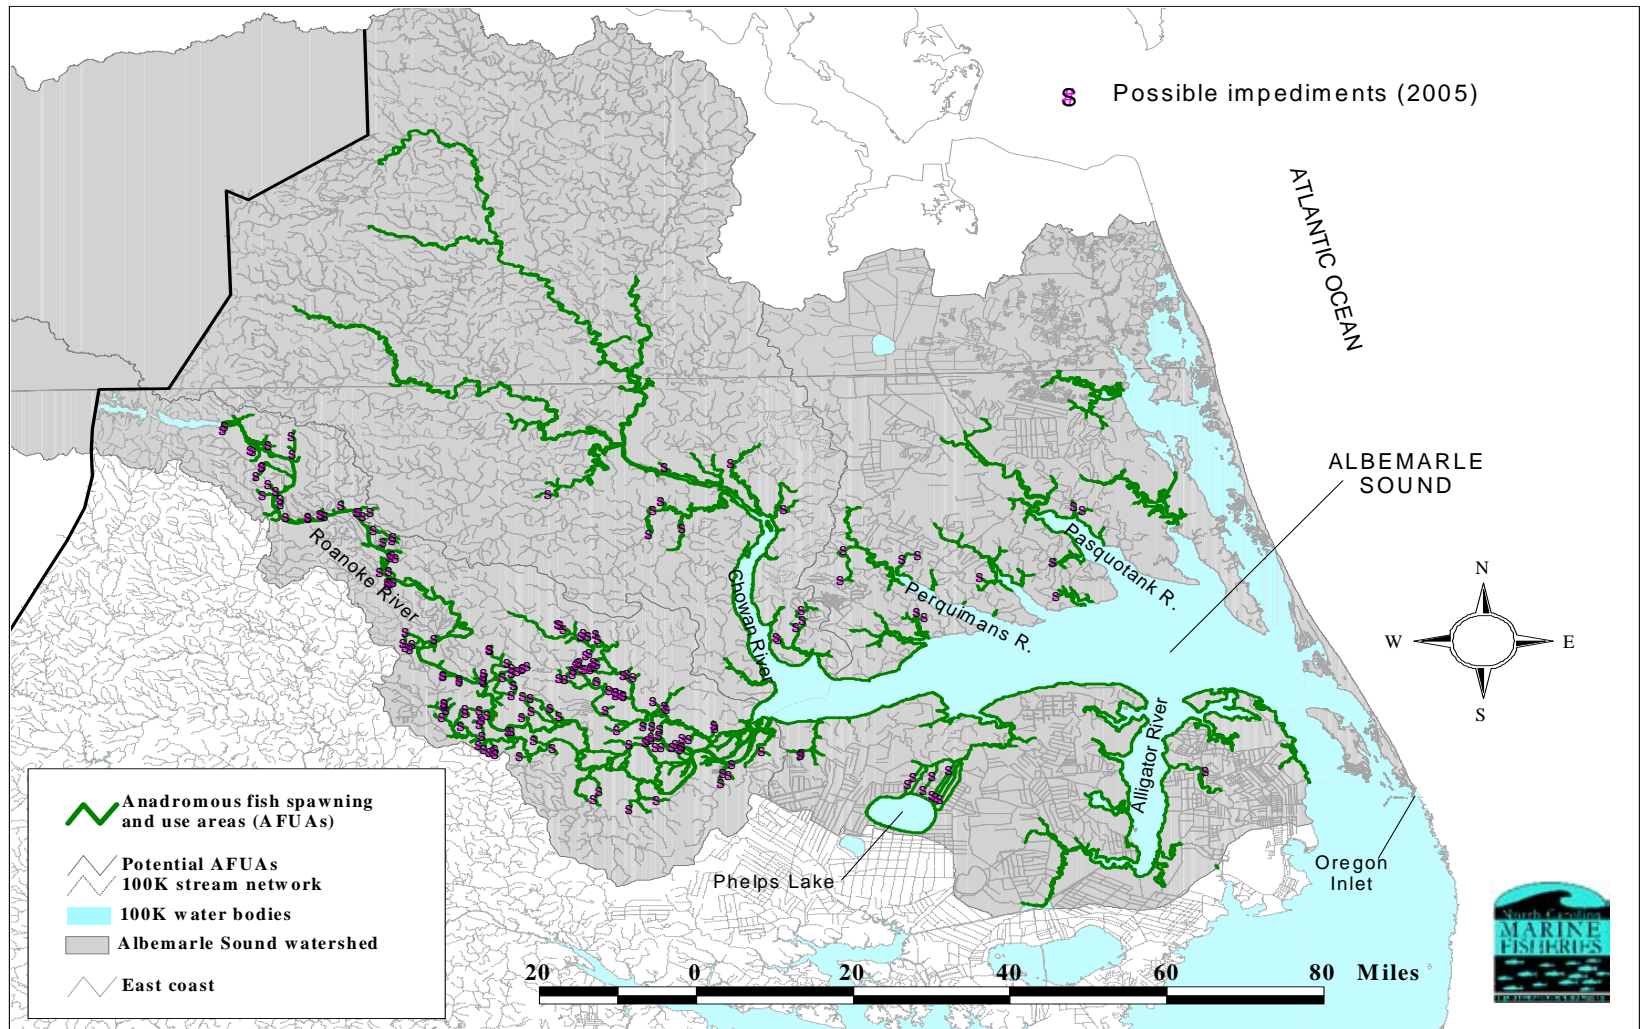 S Possible impediments (2005)
ATLANTIC OCEAN
ALBEMARLE
SOUND
Roanoke River
Chowan River
Perquimans R.
Pasquotank R.
Alligator River
Phelps Lake
Oregon
Inlet
N
W E
S
Anadromous fish spawning
and use areas (AFUAs)
Potential AFUAs
100K stream network
100K water bodies
Albemarle Sound watershed
East coast
20 0 20 40 60 80 Miles
North Carolina
MARINE
FISHERIES